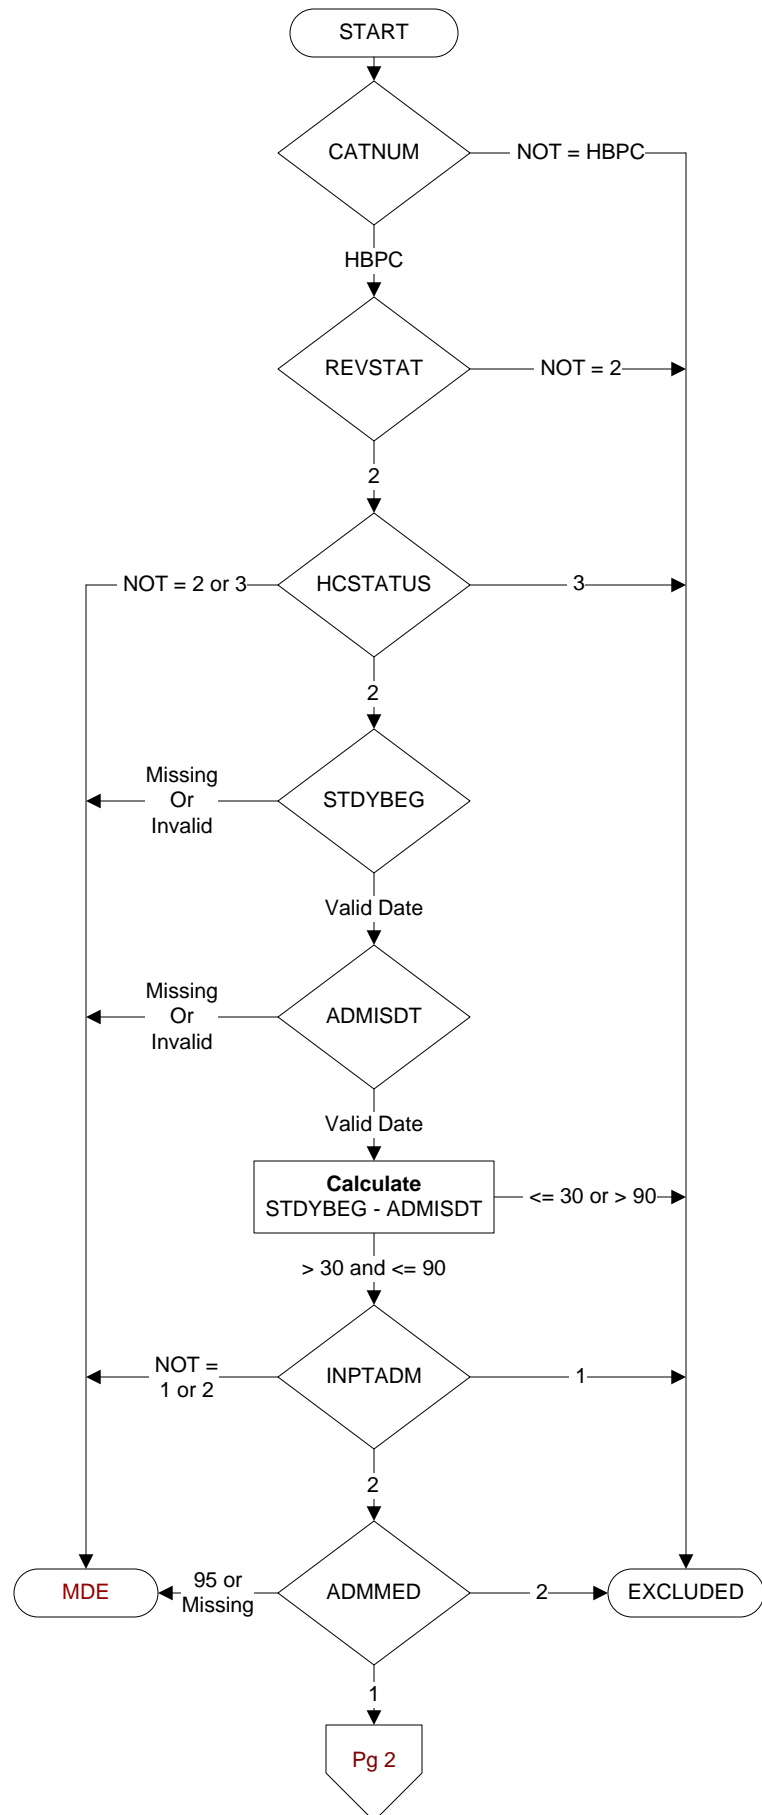 START
CATNUM
NOT = HBPC
HBPC
REVSTAT
NOT = 2
2
NOT = 2 or 3
HCSTATUS
3
2
Missing
Or
Invalid
STDYBEG
Valid Date
Missing
Or
Invalid
ADMISDT
Valid Date
Calculate
STDYBEG - ADMISDT
<= 30 or > 90
> 30 and <= 90
NOT =
1 or 2
INPTADM
1
2
MDE
95 or
Missing
ADMMED
2
EXCLUDED
1
Pg 2